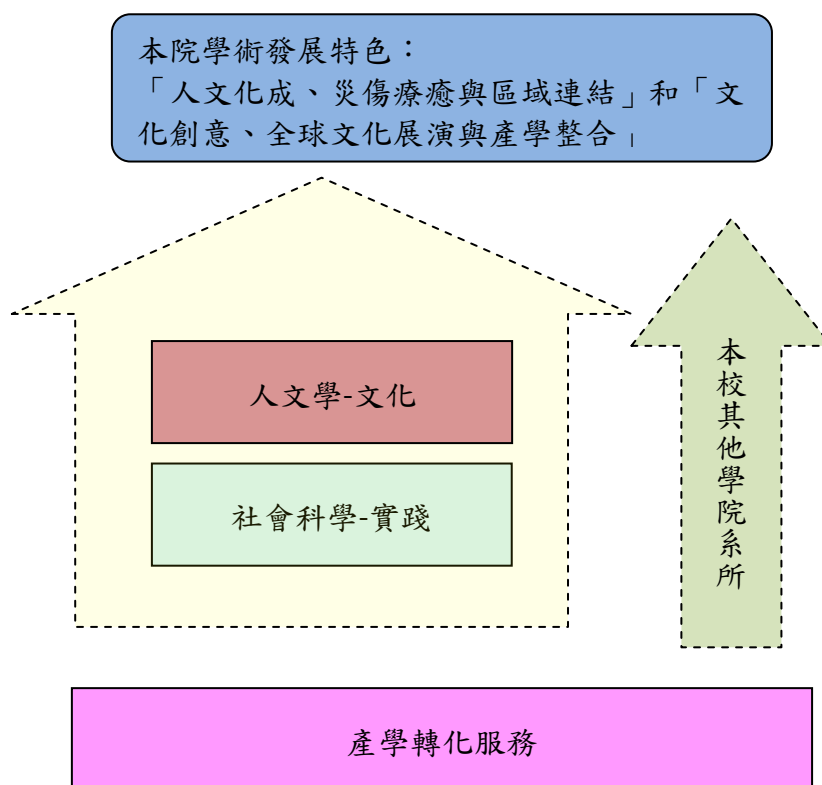 本院學術發展特色：
「人文化成、災傷療癒與區域連結」和「文
化創意、全球文化展演與產學整合」
人文學-文化
社會科學-實踐
本校其他學院系所
產學轉化服務